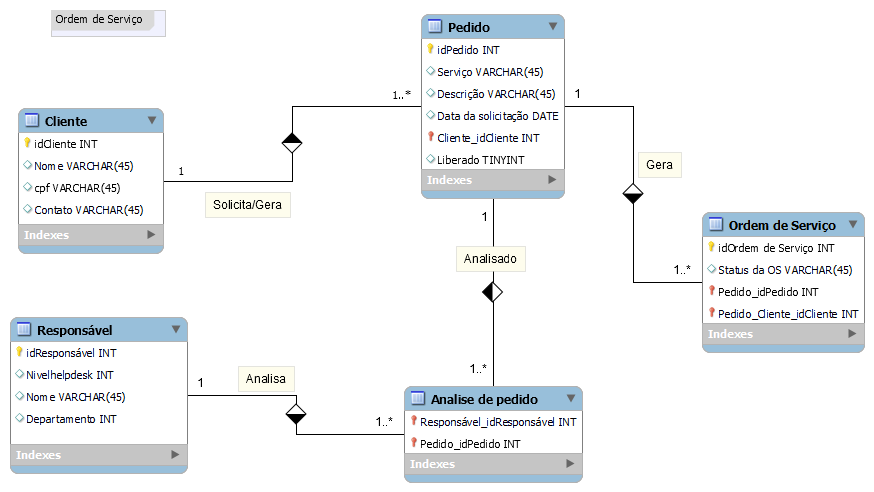 Ordem de Serviço
Pedido
idPedido INT
Serviço VARCHAR(45)
Descrição VARCHAR(45)
Data da solicitação DATE
Cliente_idCliente INT
Liberado TINYINT
Indexes
1..*
1
Cliente
idCliente INT
Nome VARCHAR(45)
cpf VARCHAR(45)
Contato VARCHAR(45)
Indexes
1
Solicita/Gera
Gera
1
Analisado
1..*
Ordem de Serviço
idOrdem de Serviço INT
Status da OS VARCHAR(45)
Pedido_idPedido INT
Pedido_Cliente_idCliente INT
Indexes
1..*
Responsável
idResponsável INT
Nivelhelpdesk INT
Nome VARCHAR(45)
Departamento INT
Indexes
1
Analisa
1..*
Analise de pedido
Responsável_idResponsável INT
Pedido_idPedido INT
Indexes